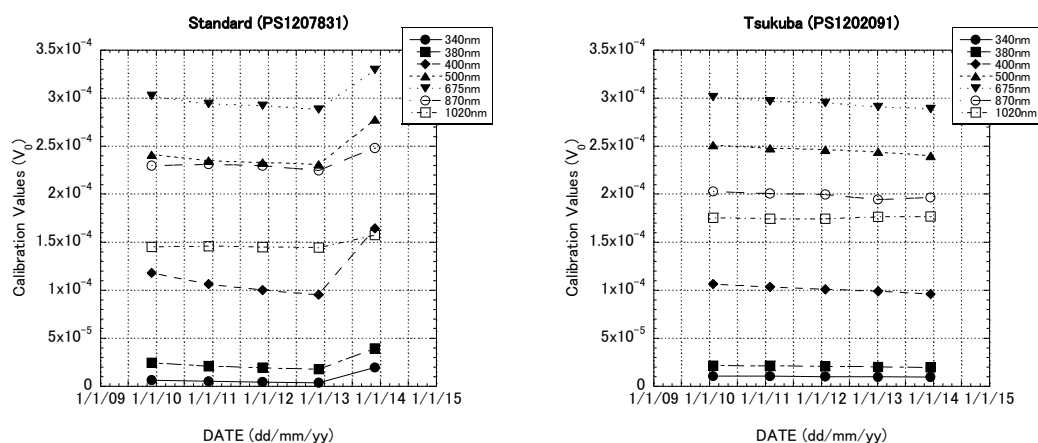 Standard (PS1207831)
3.5x10⁻⁴
3x10⁻⁴
2.5x10⁻⁴
2x10⁻⁴
1.5x10⁻⁴
1x10⁻⁴
5x10⁻⁵
0
Calibration Values (V₀)
340nm
380nm
400nm
500nm
675nm
870nm
1020nm
1/1/09 1/1/10 1/1/11 1/1/12 1/1/13 1/1/14 1/1/15
DATE (dd/mm/yy)
Tsukuba (PS1202091)
3.5x10⁻⁴
3x10⁻⁴
2.5x10⁻⁴
2x10⁻⁴
1.5x10⁻⁴
1x10⁻⁴
5x10⁻⁵
0
Calibration Values (V₀)
340nm
380nm
400nm
500nm
675nm
870nm
1020nm
1/1/09 1/1/10 1/1/11 1/1/12 1/1/13 1/1/14 1/1/15
DATE (dd/mm/yy)